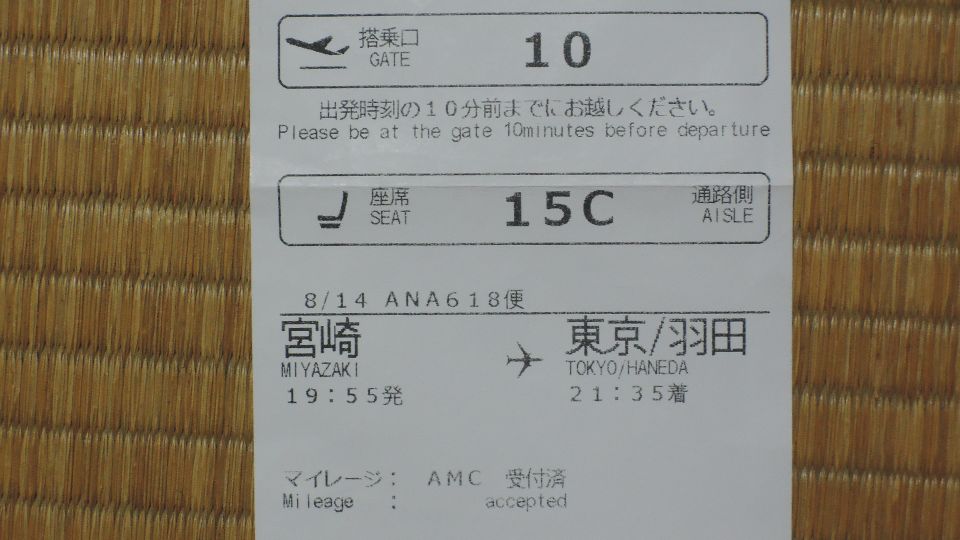 搭乗口 10
GATE
出発時刻の10分前までにお越しください。
Please be at the gate 10minutes before departure
座席 15C 通路側
SEAT AISLE
8/14 ANA618便
宮崎 東京/羽田
MIYAZAKI TOKYO/HANEDA
19:55発 21:35着
マイレージ: AMC 受付済
Mileage : accepted